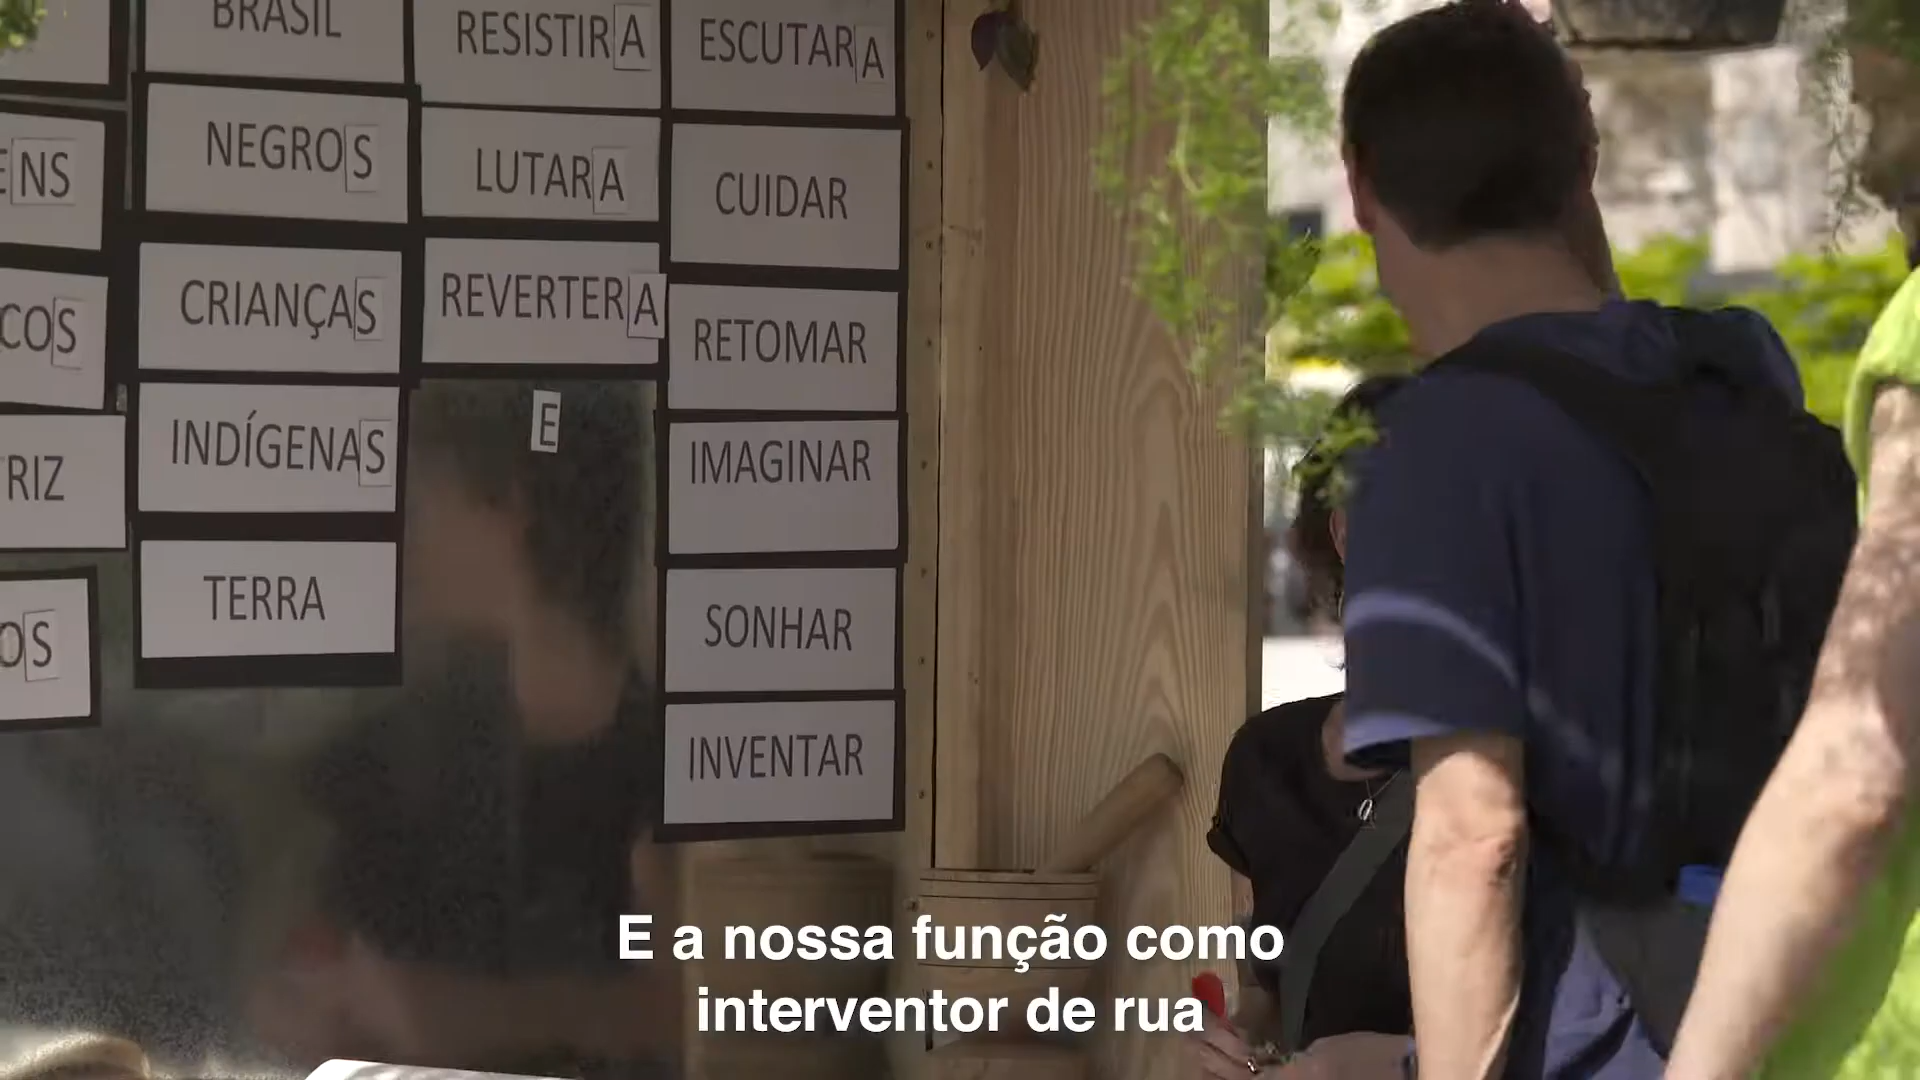 BRASIL
NEGROS
CRIANÇAS
INDÍGENAS
TERRA
RESISTIRA
LUTARA
REVERTERA
E
ESCUTARA
CUIDAR
RETOMAR
IMAGINAR
SONHAR
INVENTAR
E a nossa função como
interventor de rua